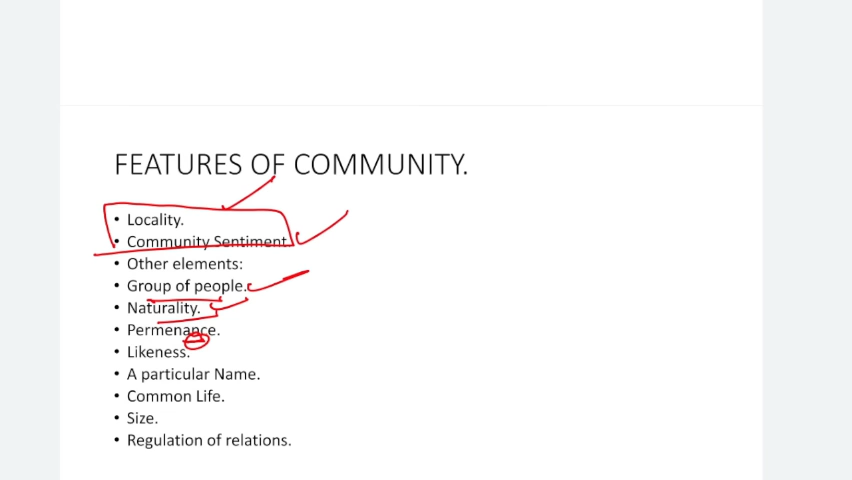 FEATURES OF COMMUNITY.
• Locality.
• Community Sentiment.
• Other elements:
• Group of people.
• Naturality.
• Permenance.
• Likeness.
• A particular Name.
• Common Life.
• Size.
• Regulation of relations.